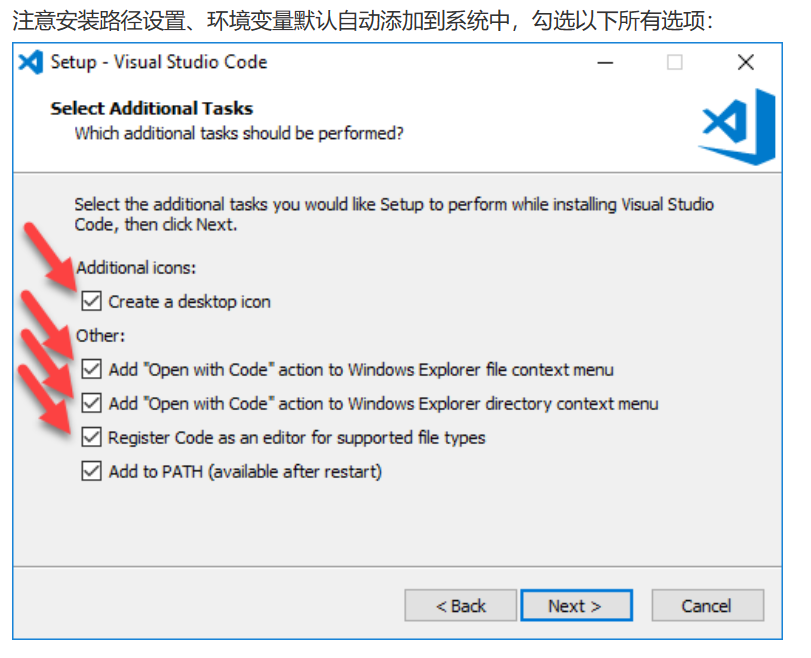 注意安装路径设置、环境变量默认自动添加到系统中，勾选以下所有选项：
Setup - Visual Studio Code
Select Additional Tasks
Which additional tasks should be performed?
Select the additional tasks you would like Setup to perform while installing Visual Studio
Code, then click Next.
Additional icons:
Create a desktop icon
Other:
Add "Open with Code" action to Windows Explorer file context menu
Add "Open with Code" action to Windows Explorer directory context menu
Register Code as an editor for supported file types
Add to PATH (available after restart)
< Back Next > Cancel